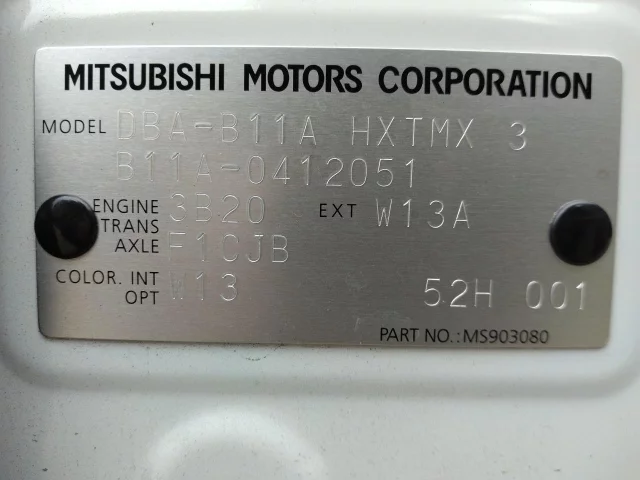 MITSUBISHI MOTORS CORPORATION
MODEL DBA-B11A HXTMX 3
B11A-0412051
ENGINE 3B20 EXT W13A
TRANS
AXLE F1CJB
COLOR. INT W13
OPT 52H 001
PART NO.:MS903080